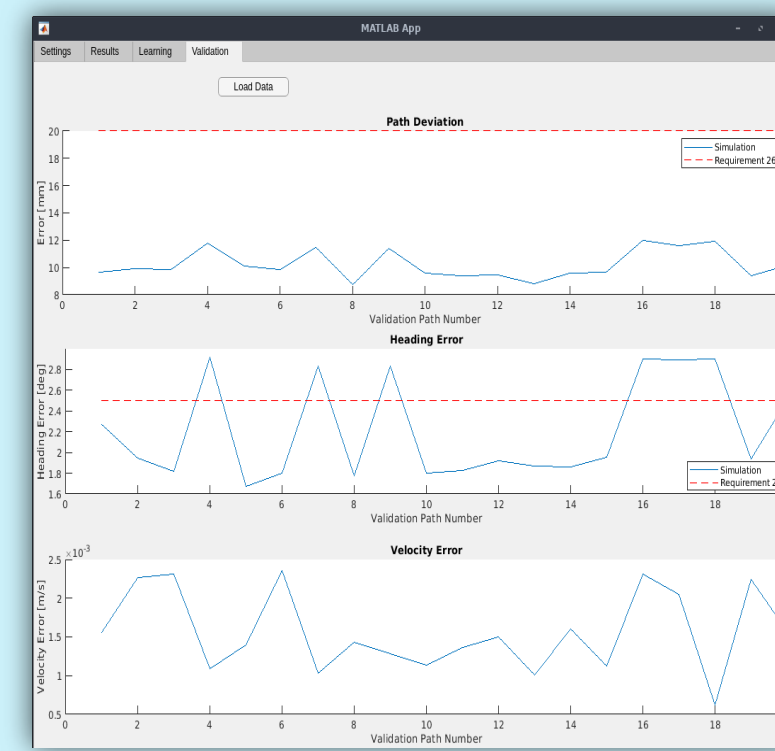 MATLAB App
Settings Results Learning Validation
Load Data
Path Deviation
Error [mm]
20
18
16
14
12
10
8
Simulation
Requirement 26
0 2 4 6 8 10 12 14 16 18
Validation Path Number
Heading Error
Heading Error [deg]
2.8
2.6
2.4
2.2
2
1.8
1.6
Simulation
Requirement 2
0 2 4 6 8 10 12 14 16 18
Validation Path Number
Velocity Error
×10-3
Velocity Error [m/s]
2.5
2
1.5
1
0.5
0 2 4 6 8 10 12 14 16 18
Validation Path Number